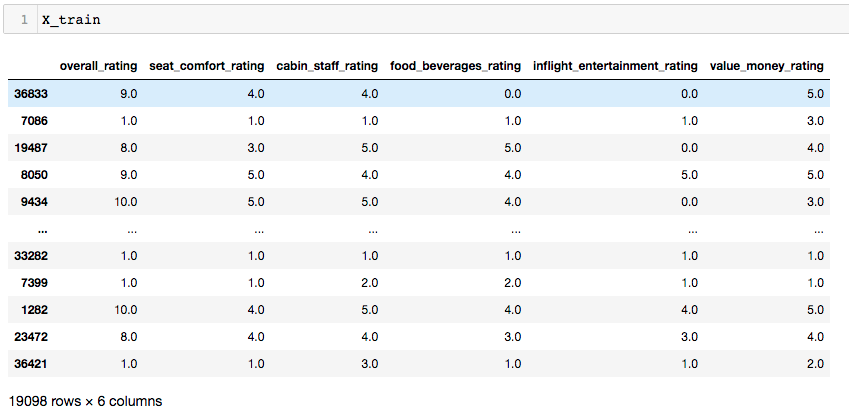 1 X_train
overall_rating seat_comfort_rating cabin_staff_rating food_beverages_rating inflight_entertainment_rating value_money_rating
36833 9.0 4.0 4.0 0.0 0.0 5.0
7086 1.0 1.0 1.0 1.0 1.0 3.0
19487 8.0 3.0 5.0 5.0 0.0 4.0
8050 9.0 5.0 4.0 4.0 5.0 5.0
9434 10.0 5.0 5.0 4.0 0.0 3.0
... ... ... ... ... ... ...
33282 1.0 1.0 1.0 1.0 1.0 1.0
7399 1.0 1.0 2.0 2.0 1.0 1.0
1282 10.0 4.0 5.0 4.0 4.0 5.0
23472 8.0 4.0 4.0 3.0 3.0 4.0
36421 1.0 1.0 3.0 1.0 1.0 2.0
19098 rows × 6 columns